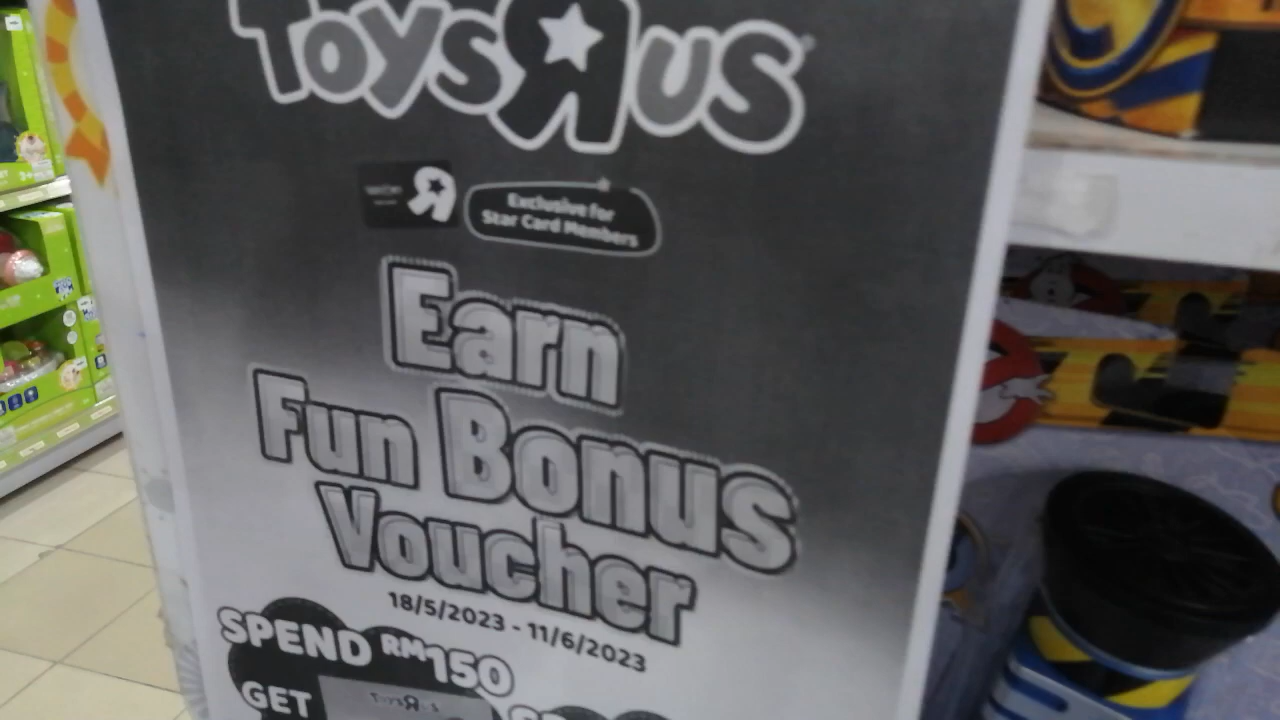 TOYSRUS
Exclusive for
Star Card Members
Earn
Fun Bonus
Voucher
18/5/2023 - 11/6/2023
SPEND RM150
GET
ToysRus